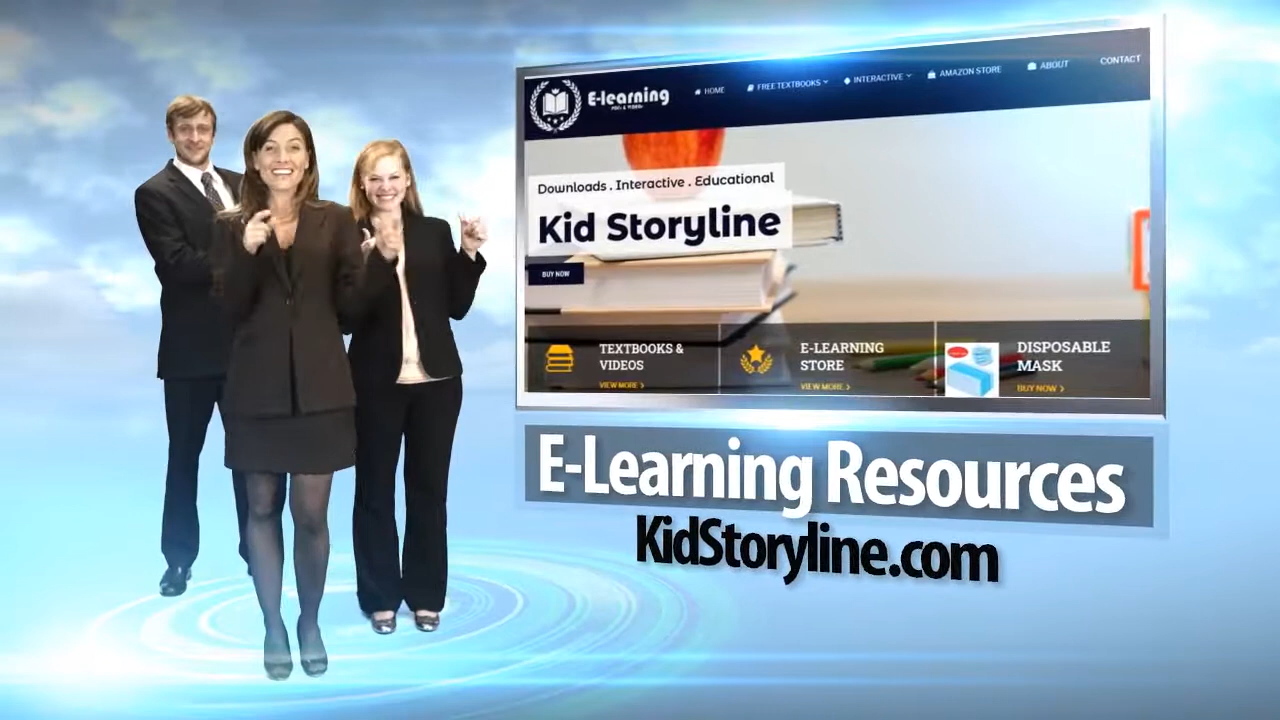 E-learning
HOME
FREE TEXTBOOKS
INTERACTIVE
AMAZON STORE
ABOUT
CONTACT
Downloads . Interactive . Educational
Kid Storyline
BUY NOW
TEXTBOOKS &
VIDEOS
VIEW MORE >
E-LEARNING
STORE
VIEW MORE >
DISPOSABLE
MASK
BUY NOW >
E-Learning Resources
KidStoryline.com